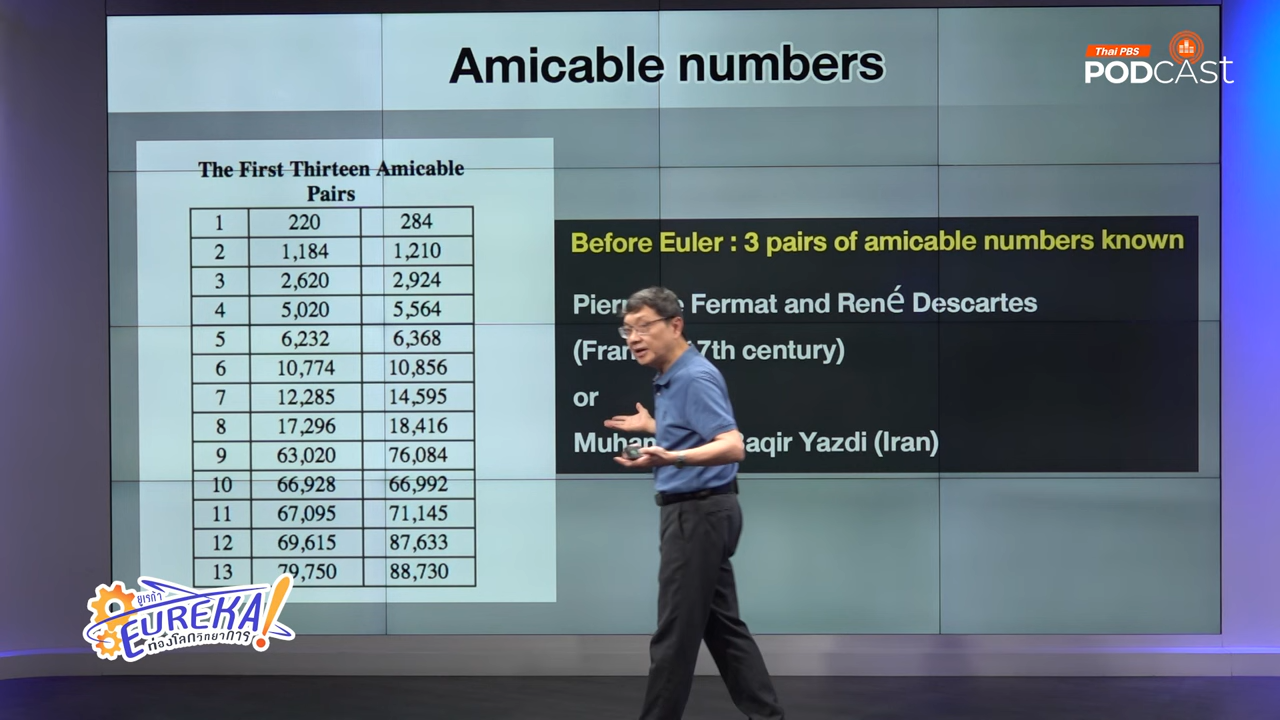 Amicable numbers
Thai PBS
PODCAst
The First Thirteen Amicable
Pairs
1 220 284
2 1,184 1,210
3 2,620 2,924
4 5,020 5,564
5 6,232 6,368
6 10,774 10,856
7 12,285 14,595
8 17,296 18,416
9 63,020 76,084
10 66,928 66,992
11 67,095 71,145
12 69,615 87,633
13 79,750 88,730
Before Euler : 3 pairs of amicable numbers known
Fermat and René Descartes
7th century)
or
Yazdi (Iran)
ยูเรก้า
EUREKA!
ท่องโลกวิทยาการ